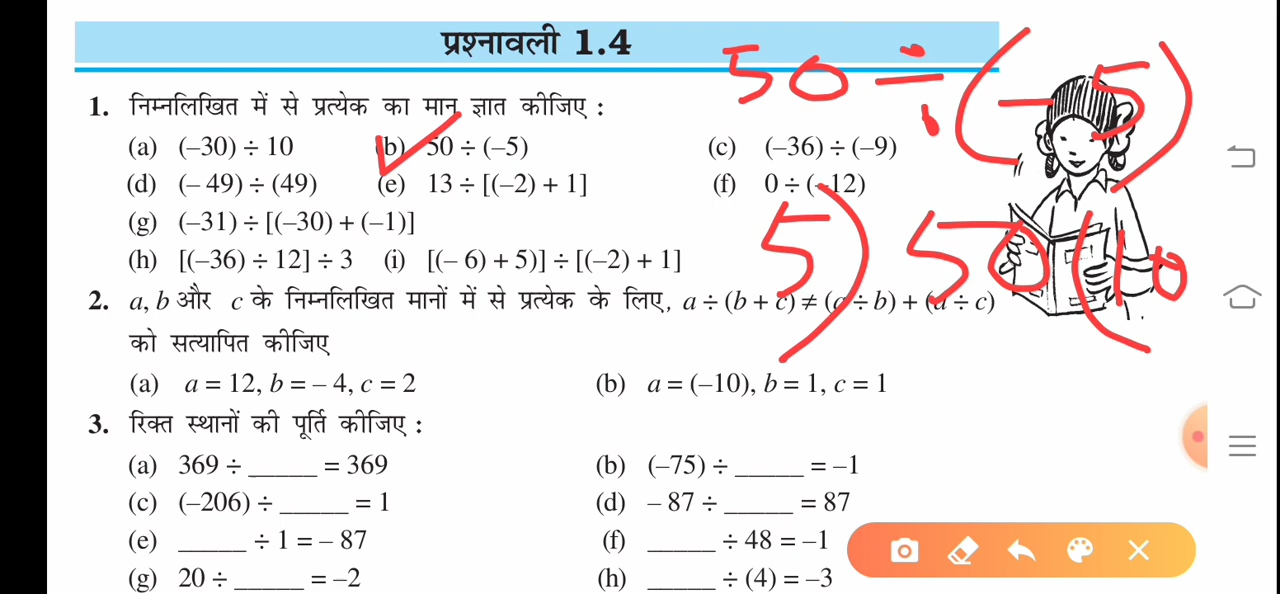 प्रश्नावली 1.4
50 ÷ (–5)
1. निम्नलिखित में से प्रत्येक का मान ज्ञात कीजिए :
(a) (–30) ÷ 10 (b) 50 ÷ (–5) (c) (–36) ÷ (–9)
(d) (– 49) ÷ (49) (e) 13 ÷ [(–2) + 1] (f) 0 ÷ (–12)
(g) (–31) ÷ [(–30) + (–1)]
5) 50 (10
(h) [(–36) ÷ 12] ÷ 3 (i) [(– 6) + 5)] ÷ [(–2) + 1]
2. a, b और c के निम्नलिखित मानों में से प्रत्येक के लिए, a ÷ (b + c) ≠ (a ÷ b) + (a ÷ c)
को सत्यापित कीजिए
(a) a = 12, b = – 4, c = 2 (b) a = (–10), b = 1, c = 1
3. रिक्त स्थानों की पूर्ति कीजिए :
(a) 369 ÷ _____ = 369 (b) (–75) ÷ _____ = –1
(c) (–206) ÷ _____ = 1 (d) – 87 ÷ _____ = 87
(e) _____ ÷ 1 = – 87 (f) _____ ÷ 48 = –1
(g) 20 ÷ _____ = –2 (h) _____ ÷ (4) = –3